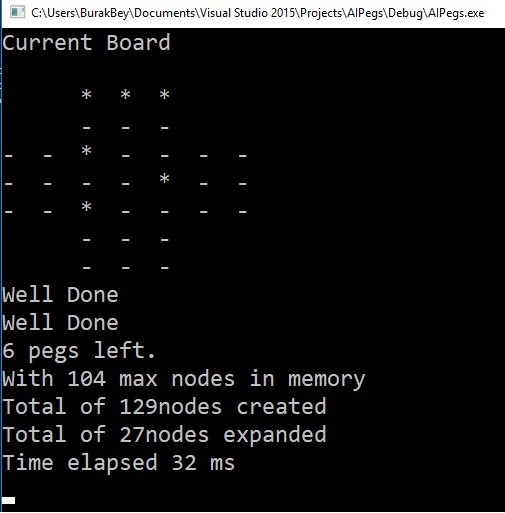 C:\Users\BurakBey\Documents\Visual Studio 2015\Projects\AIPegs\Debug\AIPegs.exe
Current Board
* * *
- - -
- - * - - - -
- - - - * - -
- - * - - - -
- - -
- - -
Well Done
Well Done
6 pegs left.
With 104 max nodes in memory
Total of 129nodes created
Total of 27nodes expanded
Time elapsed 32 ms